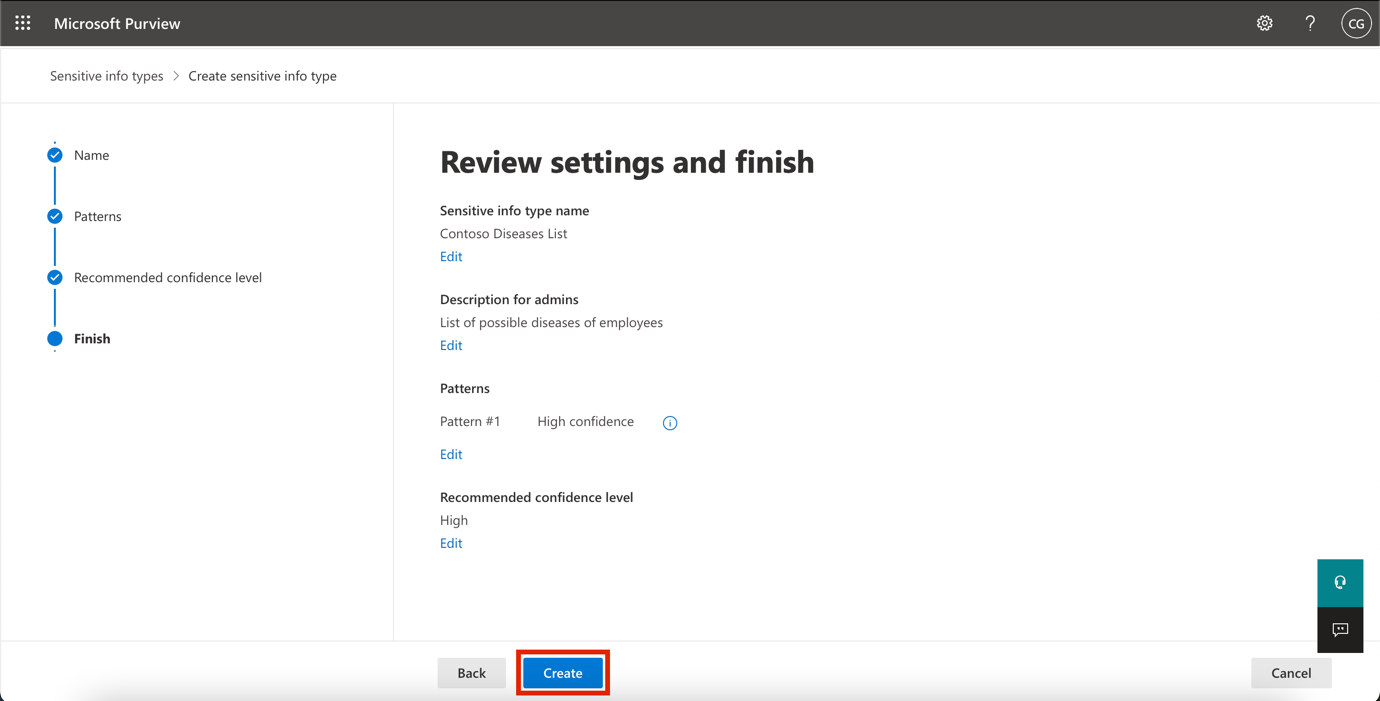 Microsoft Purview
?
CG
Sensitive info types > Create sensitive info type
Name
Patterns
Recommended confidence level
Finish
Review settings and finish
Sensitive info type name
Contoso Diseases List
Edit
Description for admins
List of possible diseases of employees
Edit
Patterns
Pattern #1 High confidence
Edit
Recommended confidence level
High
Edit
Back
Create
Cancel